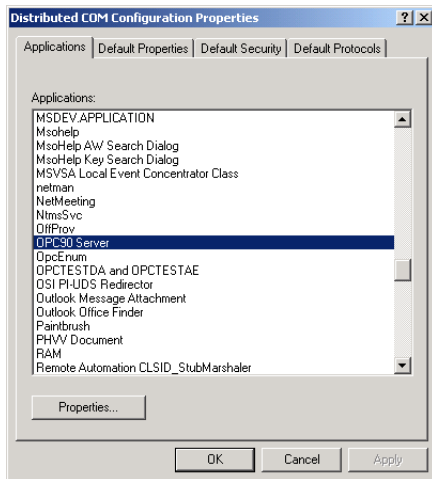 Distributed COM Configuration Properties
Applications Default Properties Default Security Default Protocols
Applications:
MSDEV.APPLICATION
Msohelp
MsoHelp AW Search Dialog
MsoHelp Key Search Dialog
MSVSA Local Event Concentrator Class
netman
NetMeeting
NtmsSvc
OffProv
OPC90 Server
OpcEnum
OPCTESTDA and OPCTESTAE
OSI PI-UDS Redirector
Outlook Message Attachment
Outlook Office Finder
Paintbrush
PHVV Document
RAM
Remote Automation CLSID_StubMarshaler
Properties...
OK Cancel Apply